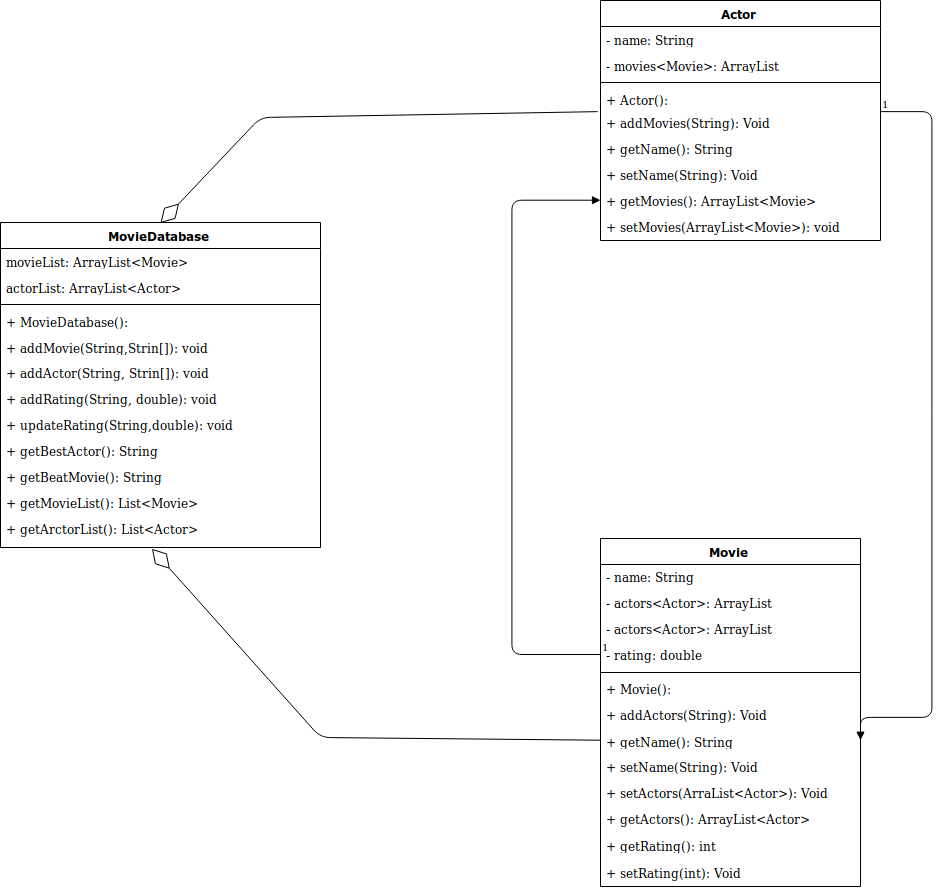 Actor
- name: String
- movies<Movie>: ArrayList
+ Actor():
+ addMovies(String): Void
+ getName(): String
+ setName(String): Void
+ getMovies(): ArrayList<Movie>
+ setMovies(ArrayList<Movie>): void
1
MovieDatabase
movieList: ArrayList<Movie>
actorList: ArrayList<Actor>
+ MovieDatabase():
+ addMovie(String,Strin[]): void
+ addActor(String, Strin[]): void
+ addRating(String, double): void
+ updateRating(String,double): void
+ getBestActor(): String
+ getBeatMovie(): String
+ getMovieList(): List<Movie>
+ getArctorList(): List<Actor>
Movie
- name: String
- actors<Actor>: ArrayList
- actors<Actor>: ArrayList
1
- rating: double
+ Movie():
+ addActors(String): Void
+ getName(): String
+ setName(String): Void
+ setActors(ArraList<Actor>): Void
+ getActors(): ArrayList<Actor>
+ getRating(): int
+ setRating(int): Void